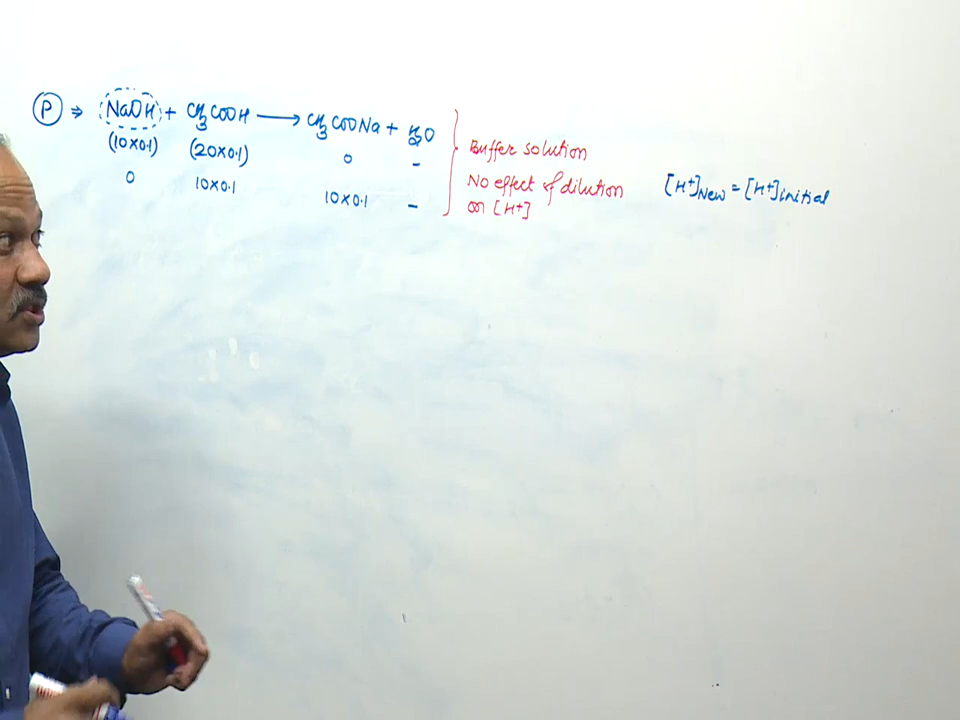 (P) ⇒ NaOH + CH3COOH ⟶ CH3COONa + H2O
(10×0.1) (20×0.1) 0 -
0 10×0.1 10×0.1 -
Buffer solution
No effect of dilution
on [H+]
[H+]New = [H+]initial